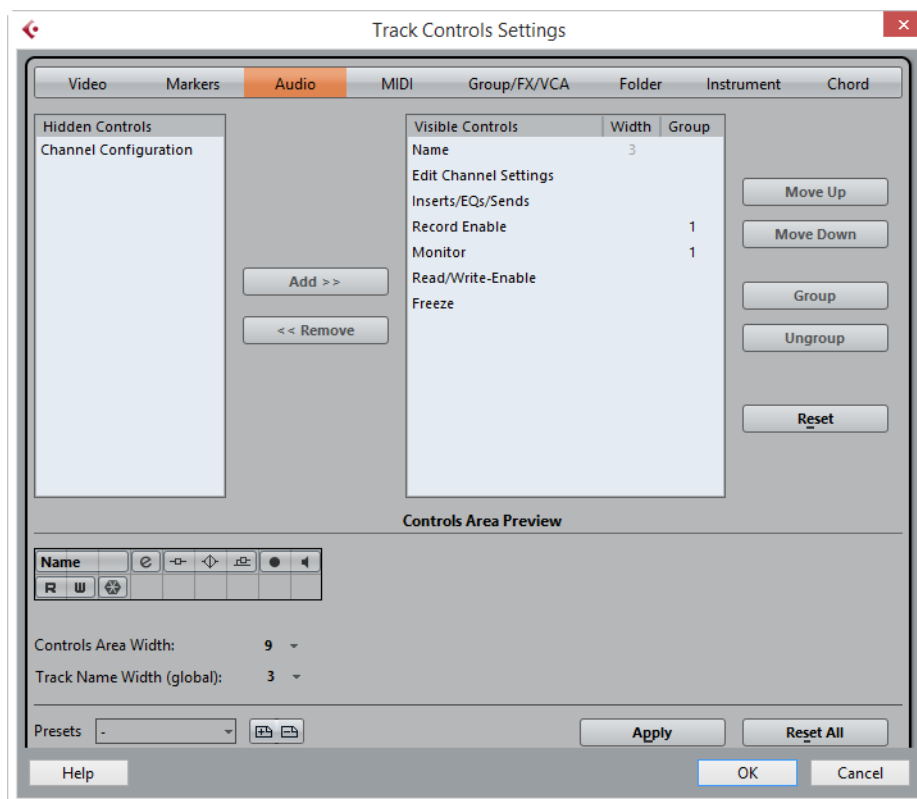 Track Controls Settings
Video Markers Audio MIDI Group/FX/VCA Folder Instrument Chord
Hidden Controls
Channel Configuration
Add >>
<< Remove
Visible Controls Width Group
Name 3
Edit Channel Settings
Inserts/EQs/Sends
Record Enable 1
Monitor 1
Read/Write-Enable
Freeze
Move Up
Move Down
Group
Ungroup
Reset
Controls Area Preview
Name e
R W
Controls Area Width: 9
Track Name Width (global): 3
Presets - Apply Reset All
Help OK Cancel